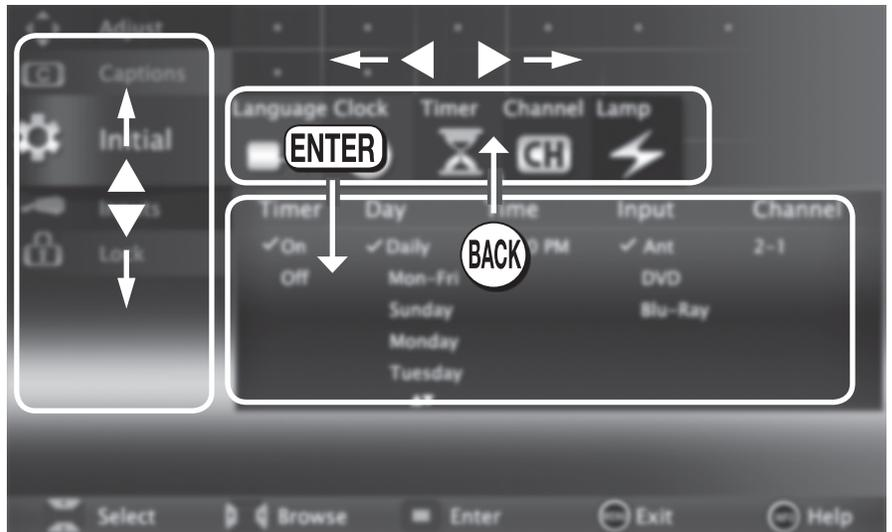 Adjust
Captions
Initial
Lock
Language Clock Timer Channel Lamp
CH
ENTER
BACK
Timer Day Time Input Channel
✓On ✓Daily PM ✓Ant 2-1
Off Mon-Fri DVD
Sunday Blu-Ray
Monday
Tuesday
Select Browse Enter Exit Help